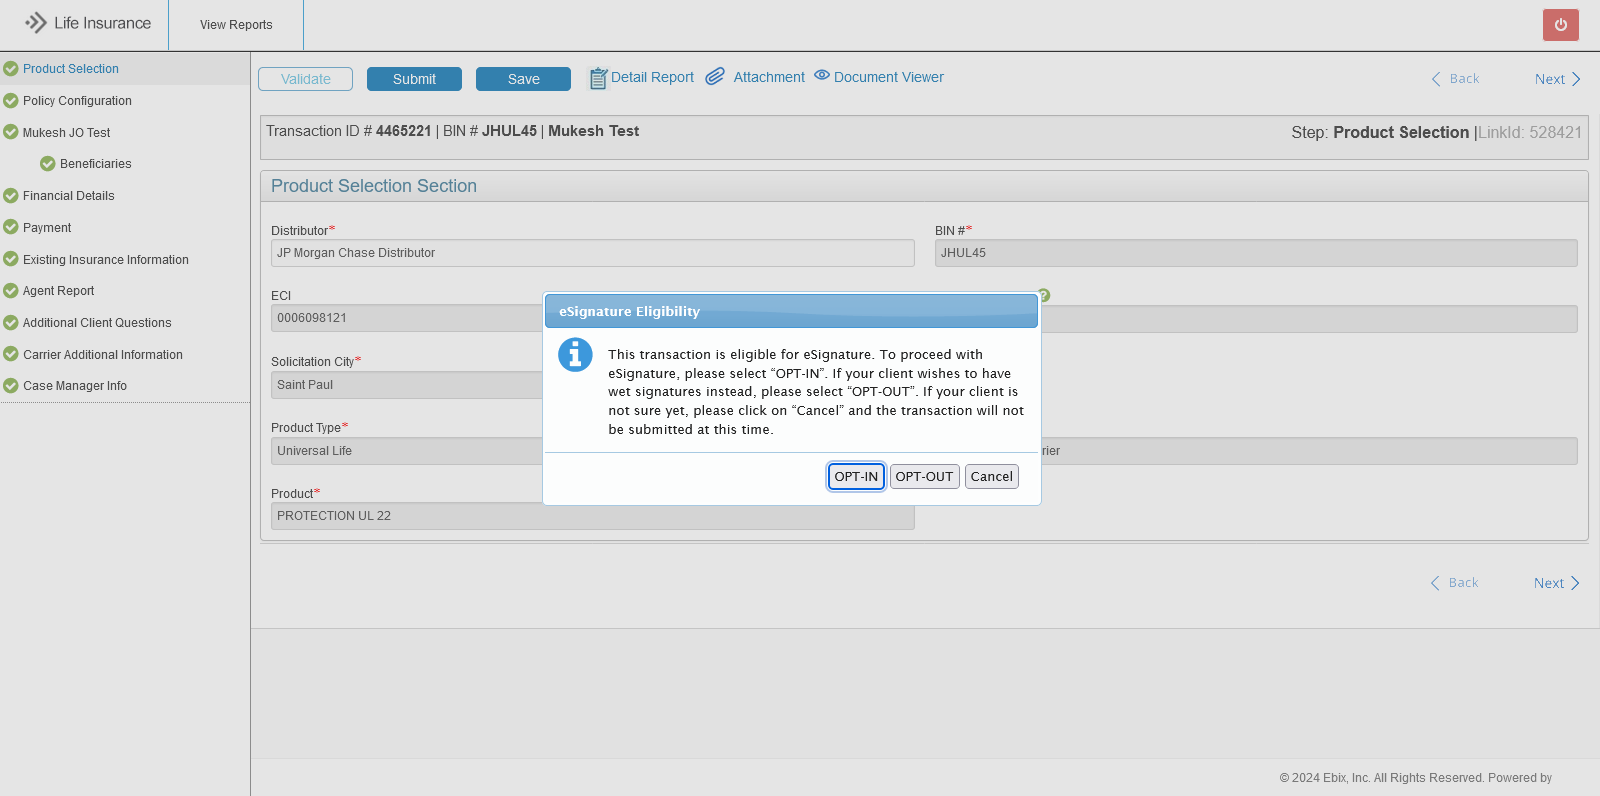 Life Insurance
View Reports
Product Selection
Policy Configuration
Mukesh JO Test
Beneficiaries
Financial Details
Payment
Existing Insurance Information
Agent Report
Additional Client Questions
Carrier Additional Information
Case Manager Info
Validate
Submit
Save
Detail Report
Attachment
Document Viewer
Back
Next
Transaction ID # 4465221 | BIN # JHUL45 | Mukesh Test
Step: Product Selection |LinkId: 528421
Product Selection Section
Distributor*
BIN #*
JP Morgan Chase Distributor
JHUL45
ECI
?
0006098121
Solicitation City*
Saint Paul
Product Type*
Universal Life
rier
Product*
PROTECTION UL 22
eSignature Eligibility
This transaction is eligible for eSignature. To proceed with
eSignature, please select “OPT-IN”. If your client wishes to have
wet signatures instead, please select “OPT-OUT”. If your client is
not sure yet, please click on “Cancel” and the transaction will not
be submitted at this time.
OPT-IN
OPT-OUT
Cancel
Back
Next
© 2024 Ebix, Inc. All Rights Reserved. Powered by